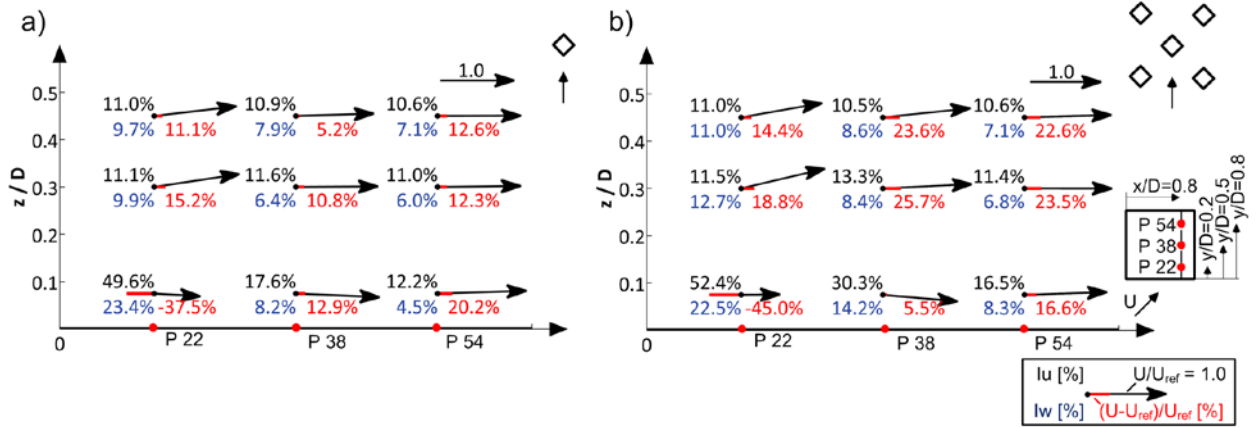 a)
1.0
z / D
0.5
0.4
0.3
0.2
0.1
0
11.0% 10.9% 10.6%
9.7% 11.1% 7.9% 5.2% 7.1% 12.6%
11.1% 11.6% 11.0%
9.9% 15.2% 6.4% 10.8% 6.0% 12.3%
49.6% 17.6% 12.2%
23.4% -37.5% 8.2% 12.9% 4.5% 20.2%
P 22 P 38 P 54
b)
1.0
z / D
0.5
0.4
0.3
0.2
0.1
0
11.0% 10.5% 10.6%
11.0% 14.4% 8.6% 23.6% 7.1% 22.6%
11.5% 13.3% 11.4%
12.7% 18.8% 8.4% 25.7% 6.8% 23.5%
52.4% 30.3% 16.5%
22.5% -45.0% 14.2% 5.5% 8.3% 16.6%
P 22 P 38 P 54
x/D=0.8
P 54
P 38
P 22
y/D=0.2
y/D=0.5
y/D=0.8
U
Iu [%] U/Uref = 1.0
Iw [%] (U-Uref)/Uref [%]